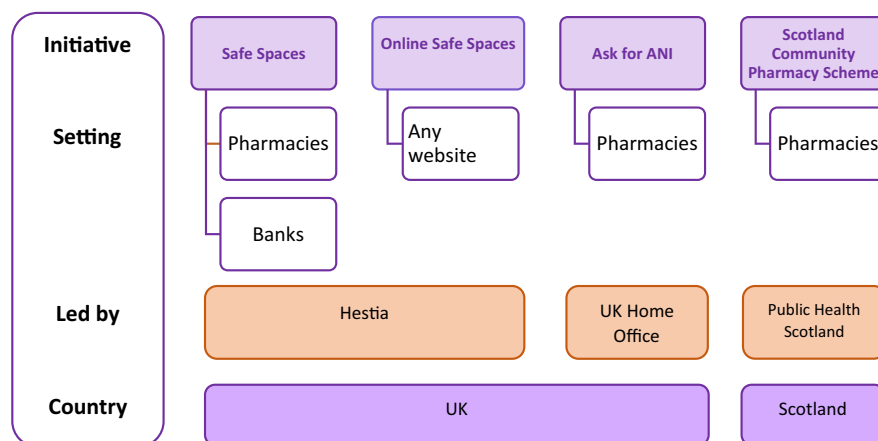 Initiative
Safe Spaces
Online Safe Spaces
Ask for ANI
Scotland
Community
Pharmacy Scheme
Setting
Pharmacies
Any
website
Pharmacies
Pharmacies
Banks
Led by
Hestia
UK Home
Office
Public Health
Scotland
Country
UK
Scotland